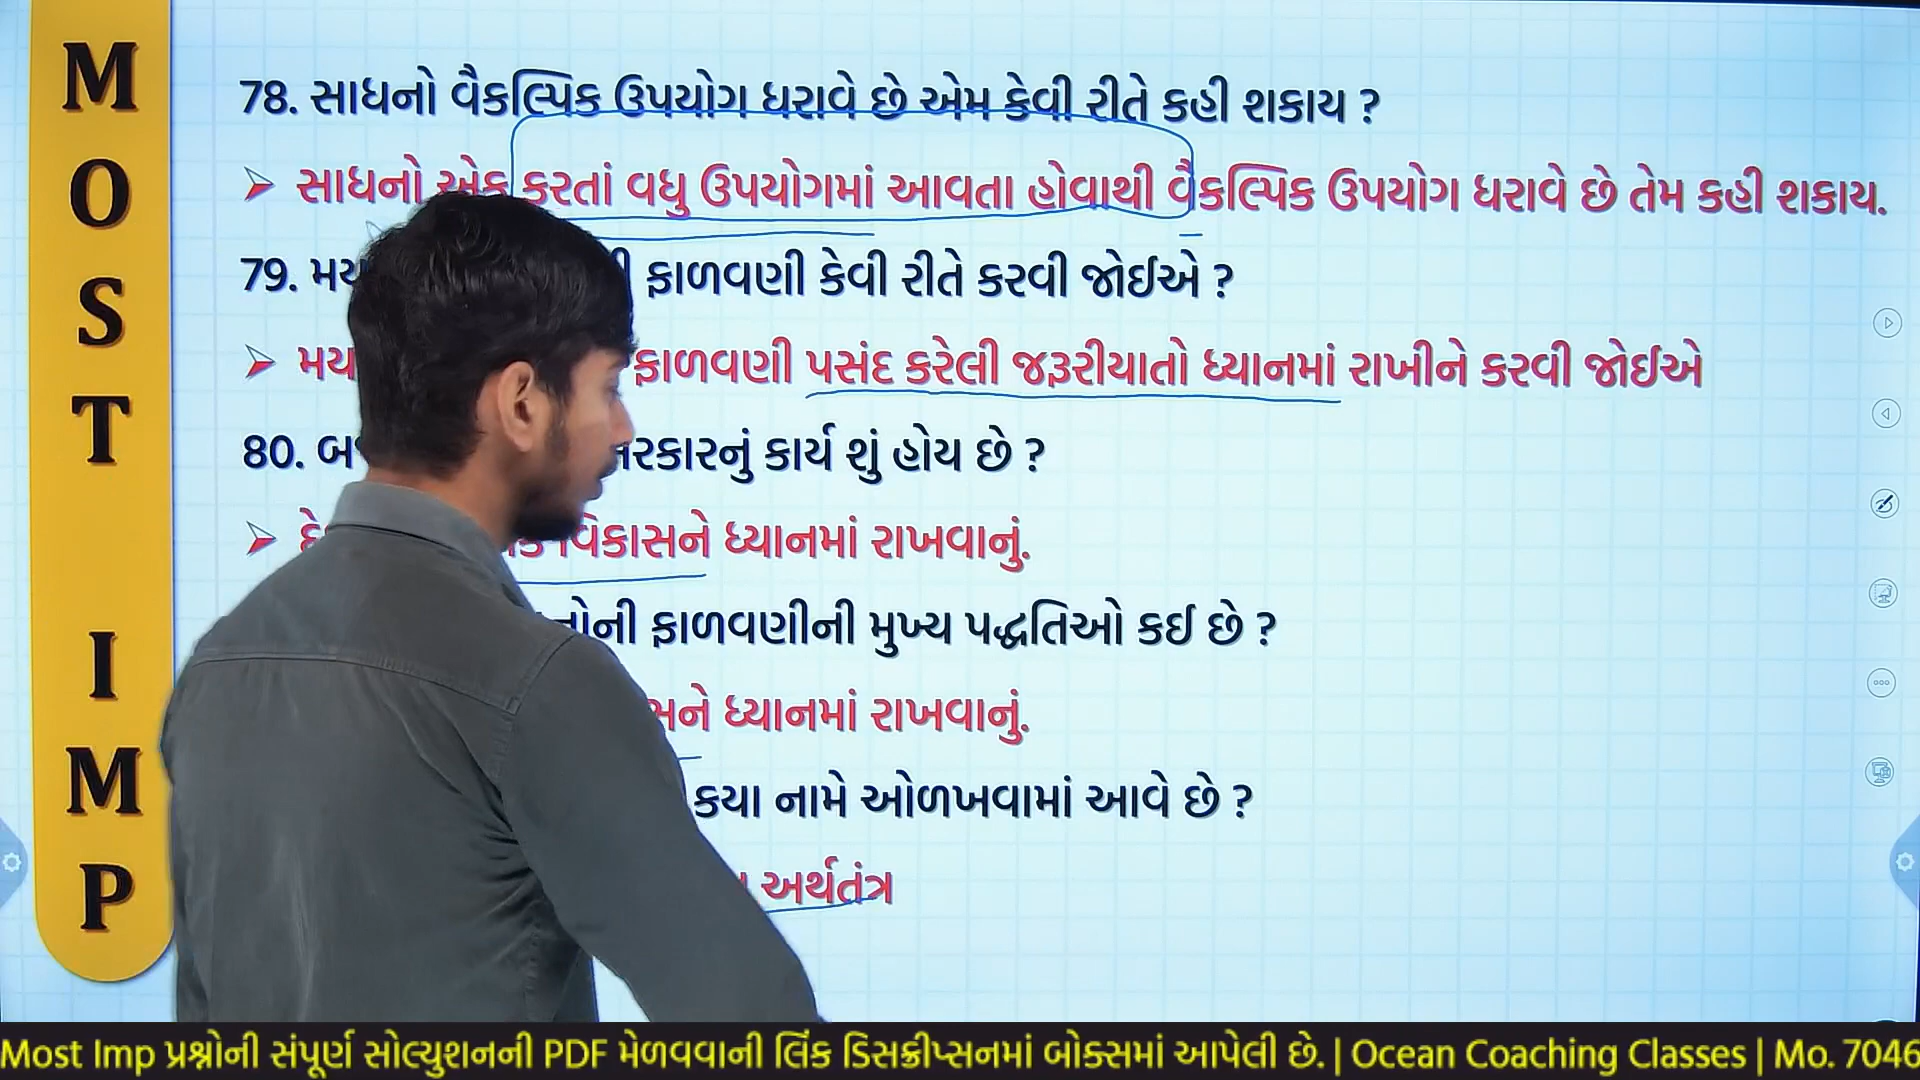 MOST IMP
78. સાધનો વૈકલ્પિક ઉપયોગ ધરાવે છે એમ કેવી રીતે કહી શકાય ?
સાધનો એક કરતાં વધુ ઉપયોગમાં આવતા હોવાથી વૈકલ્પિક ઉપયોગ ધરાવે છે તેમ કહી શકાય.
79. ફાળવણી કેવી રીતે કરવી જોઈએ ?
ફાળવણી પસંદ કરેલી જરૂરીયાતો ધ્યાનમાં રાખીને કરવી જોઈએ
80. કાર્ય શું હોય છે ?
વિકાસને ધ્યાનમાં રાખવાનું.
ફાળવણીની મુખ્ય પદ્ધતિઓ કઈ છે ?
ધ્યાનમાં રાખવાનું.
કયા નામે ઓળખવામાં આવે છે ?
અર્થતંત્ર
Most Imp પ્રશ્નોની સંપૂર્ણ સોલ્યુશનની PDF મેળવવાની લિંક ડિસક્રીપ્સનમાં બોક્સમાં આપેલી છે. | Ocean Coaching Classes | Mo. 7046